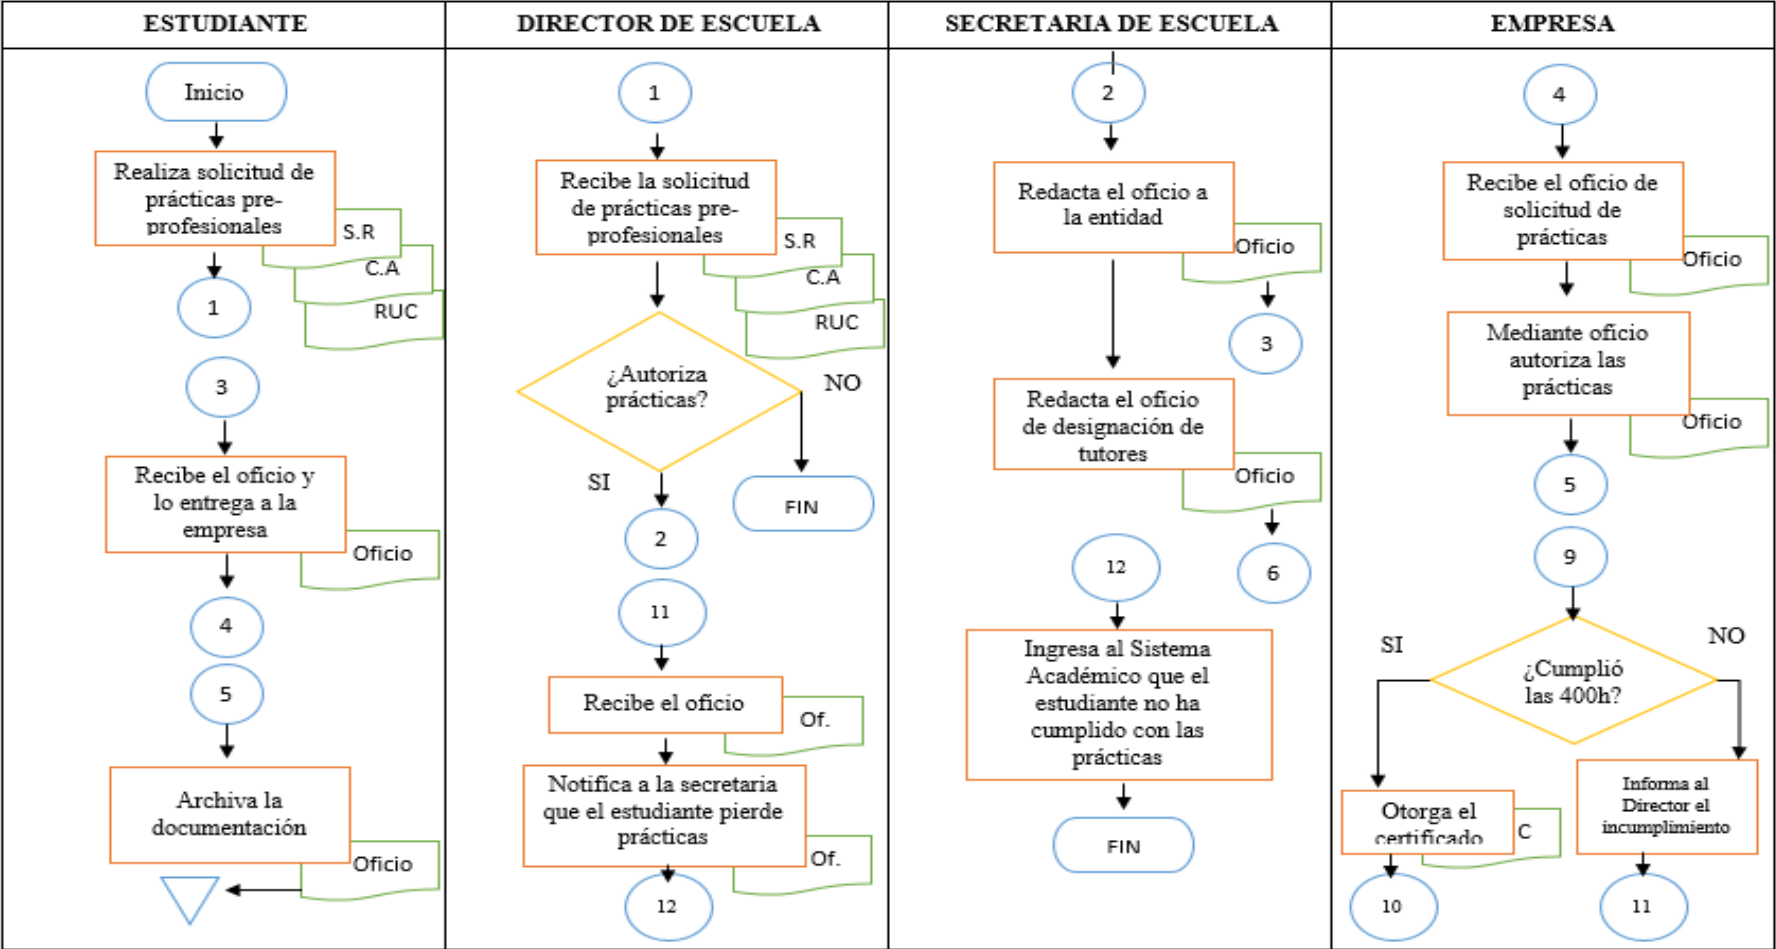 ESTUDIANTE
DIRECTOR DE ESCUELA
SECRETARIA DE ESCUELA
EMPRESA
Inicio
Realiza solicitud de
prácticas pre-
profesionales
S.R
C.A
RUC
1
3
Recibe el oficio y
lo entrega a la
empresa
Oficio
4
5
Archiva la
documentación
Oficio
1
Recibe la solicitud
de prácticas pre-
profesionales
S.R
C.A
RUC
¿Autoriza
prácticas?
NO
SI
FIN
2
11
Recibe el oficio
Of.
Notifica a la secretaria
que el estudiante pierde
prácticas
Of.
12
2
Redacta el oficio a
la entidad
Oficio
3
Redacta el oficio
de designación de
tutores
Oficio
6
12
Ingresa al Sistema
Académico que el
estudiante no ha
cumplido con las
prácticas
FIN
4
Recibe el oficio de
solicitud de
prácticas
Oficio
Mediante oficio
autoriza las
prácticas
Oficio
5
9
SI
NO
¿Cumplió
las 400h?
Otorga el
certificado
C
10
Informa al
Director el
incumplimiento
11